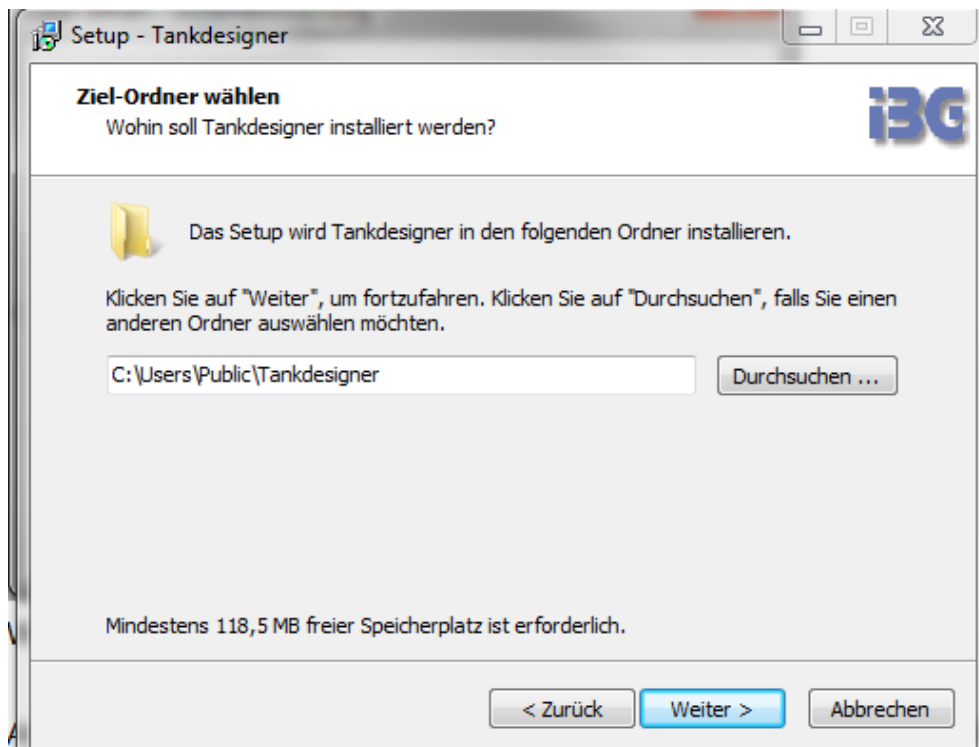 Setup - Tankdesigner
Ziel-Ordner wählen
Wohin soll Tankdesigner installiert werden?
iBG
Das Setup wird Tankdesigner in den folgenden Ordner installieren.
Klicken Sie auf "Weiter", um fortzufahren. Klicken Sie auf "Durchsuchen", falls Sie einen
anderen Ordner auswählen möchten.
C:\Users\Public\Tankdesigner
Durchsuchen ...
Mindestens 118,5 MB freier Speicherplatz ist erforderlich.
< Zurück
Weiter >
Abbrechen